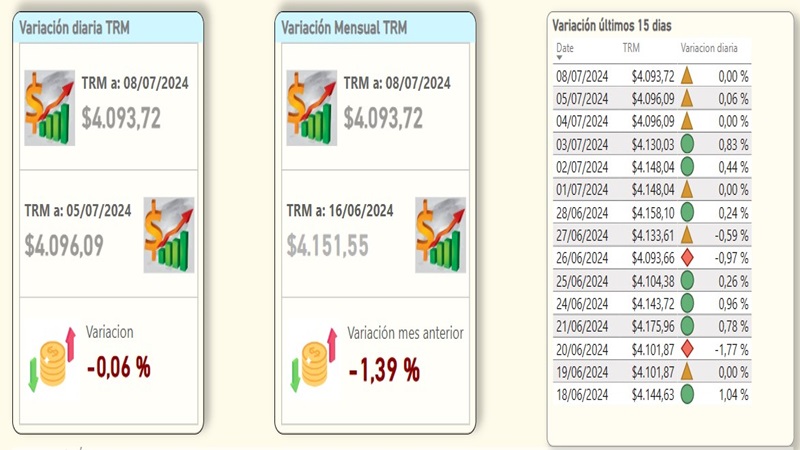 Variación diaria TRM
TRM a: 08/07/2024
$4.093,72
TRM a: 05/07/2024
$4.096,09
Variacion
-0,06 %
Variación Mensual TRM
TRM a: 08/07/2024
$4.093,72
TRM a: 16/06/2024
$4.151,55
Variación mes anterior
-1,39 %
Variación últimos 15 dias
Date TRM Variacion diaria
08/07/2024 $4.093,72 0,00 %
05/07/2024 $4.096,09 0,06 %
04/07/2024 $4.096,09 0,00 %
03/07/2024 $4.130,03 0,83 %
02/07/2024 $4.148,04 0,44 %
01/07/2024 $4.148,04 0,00 %
28/06/2024 $4.158,10 0,24 %
27/06/2024 $4.133,61 -0,59 %
26/06/2024 $4.093,66 -0,97 %
25/06/2024 $4.104,38 0,26 %
24/06/2024 $4.143,72 0,96 %
21/06/2024 $4.175,96 0,78 %
20/06/2024 $4.101,87 -1,77 %
19/06/2024 $4.101,87 0,00 %
18/06/2024 $4.144,63 1,04 %